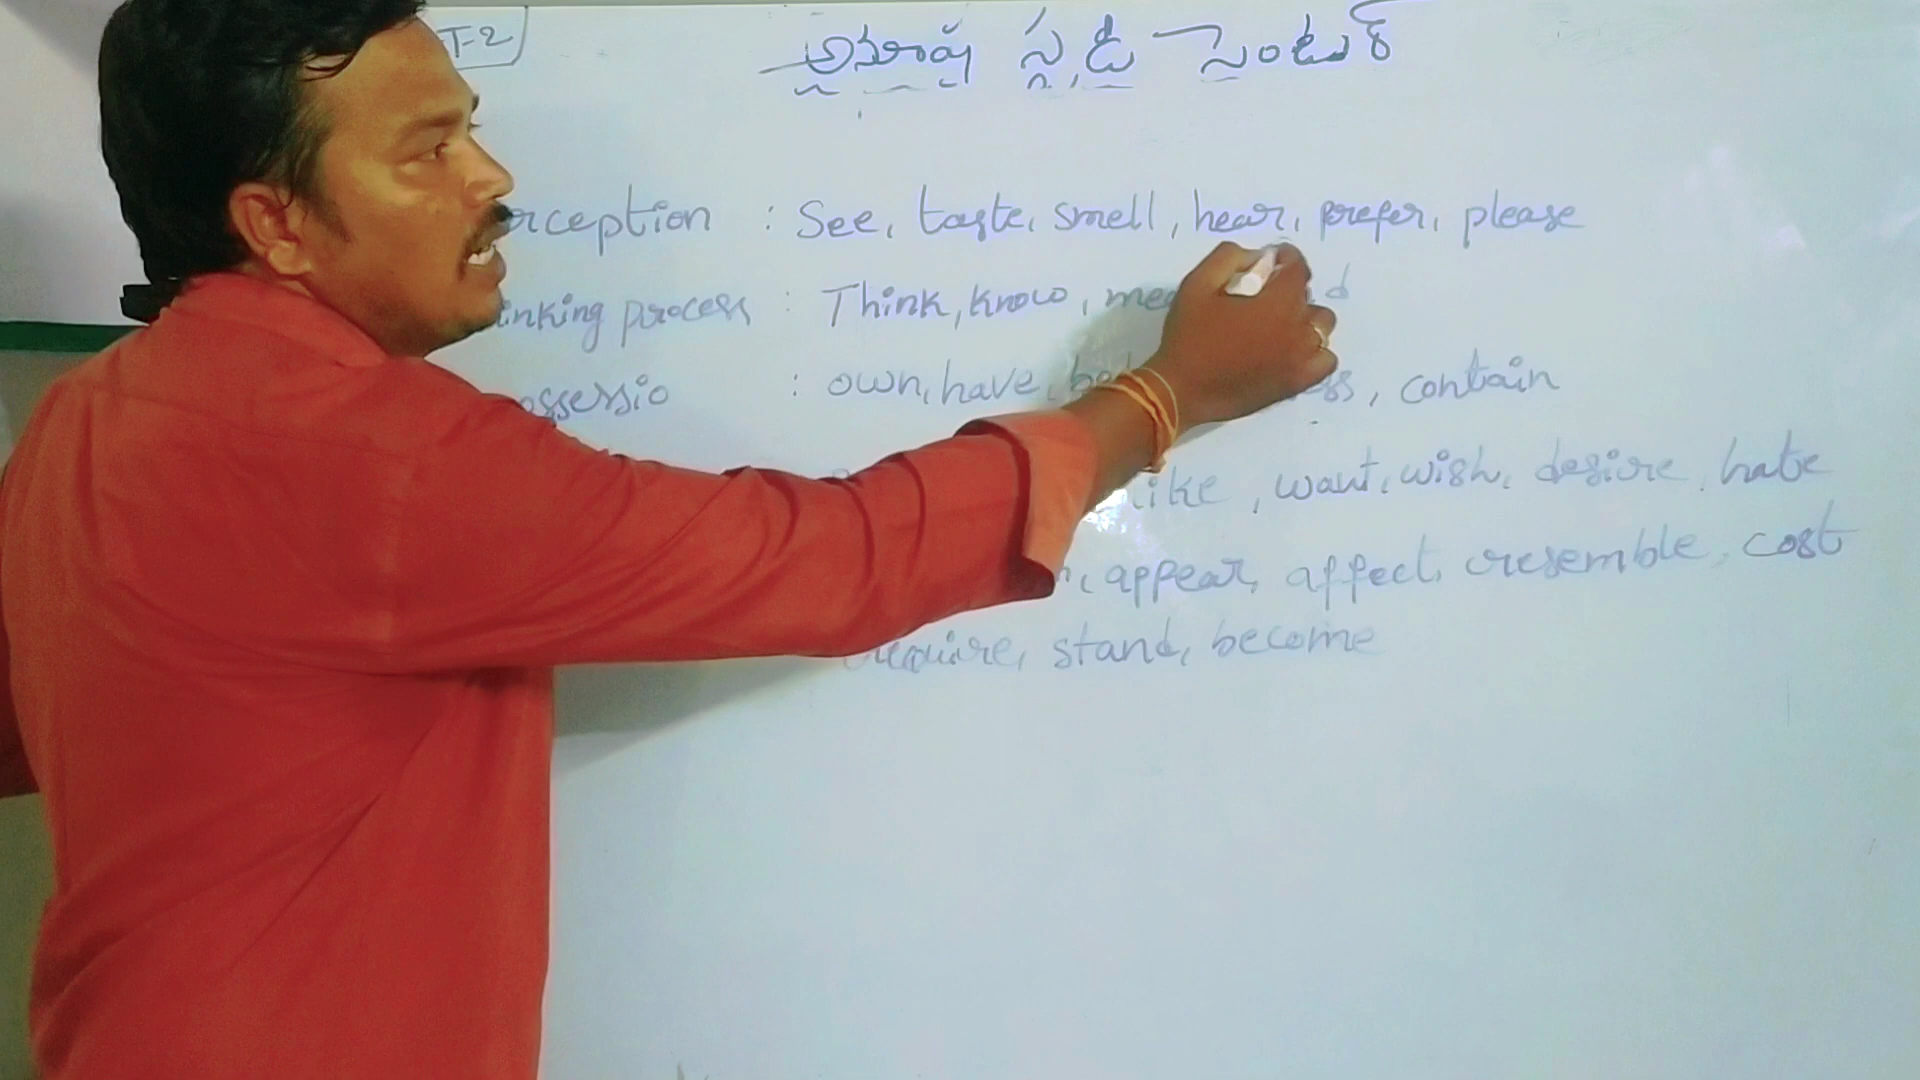 T-2
అనూష స్టడీ సెంటర్
rception : See, taste, smell, hear, prefer, please
inking process : Think, know, mea d
ossessio : own, have, be ss, contain
like, want, wish, desire, hate
, appear, affect, resemble, cost
require, stand, become